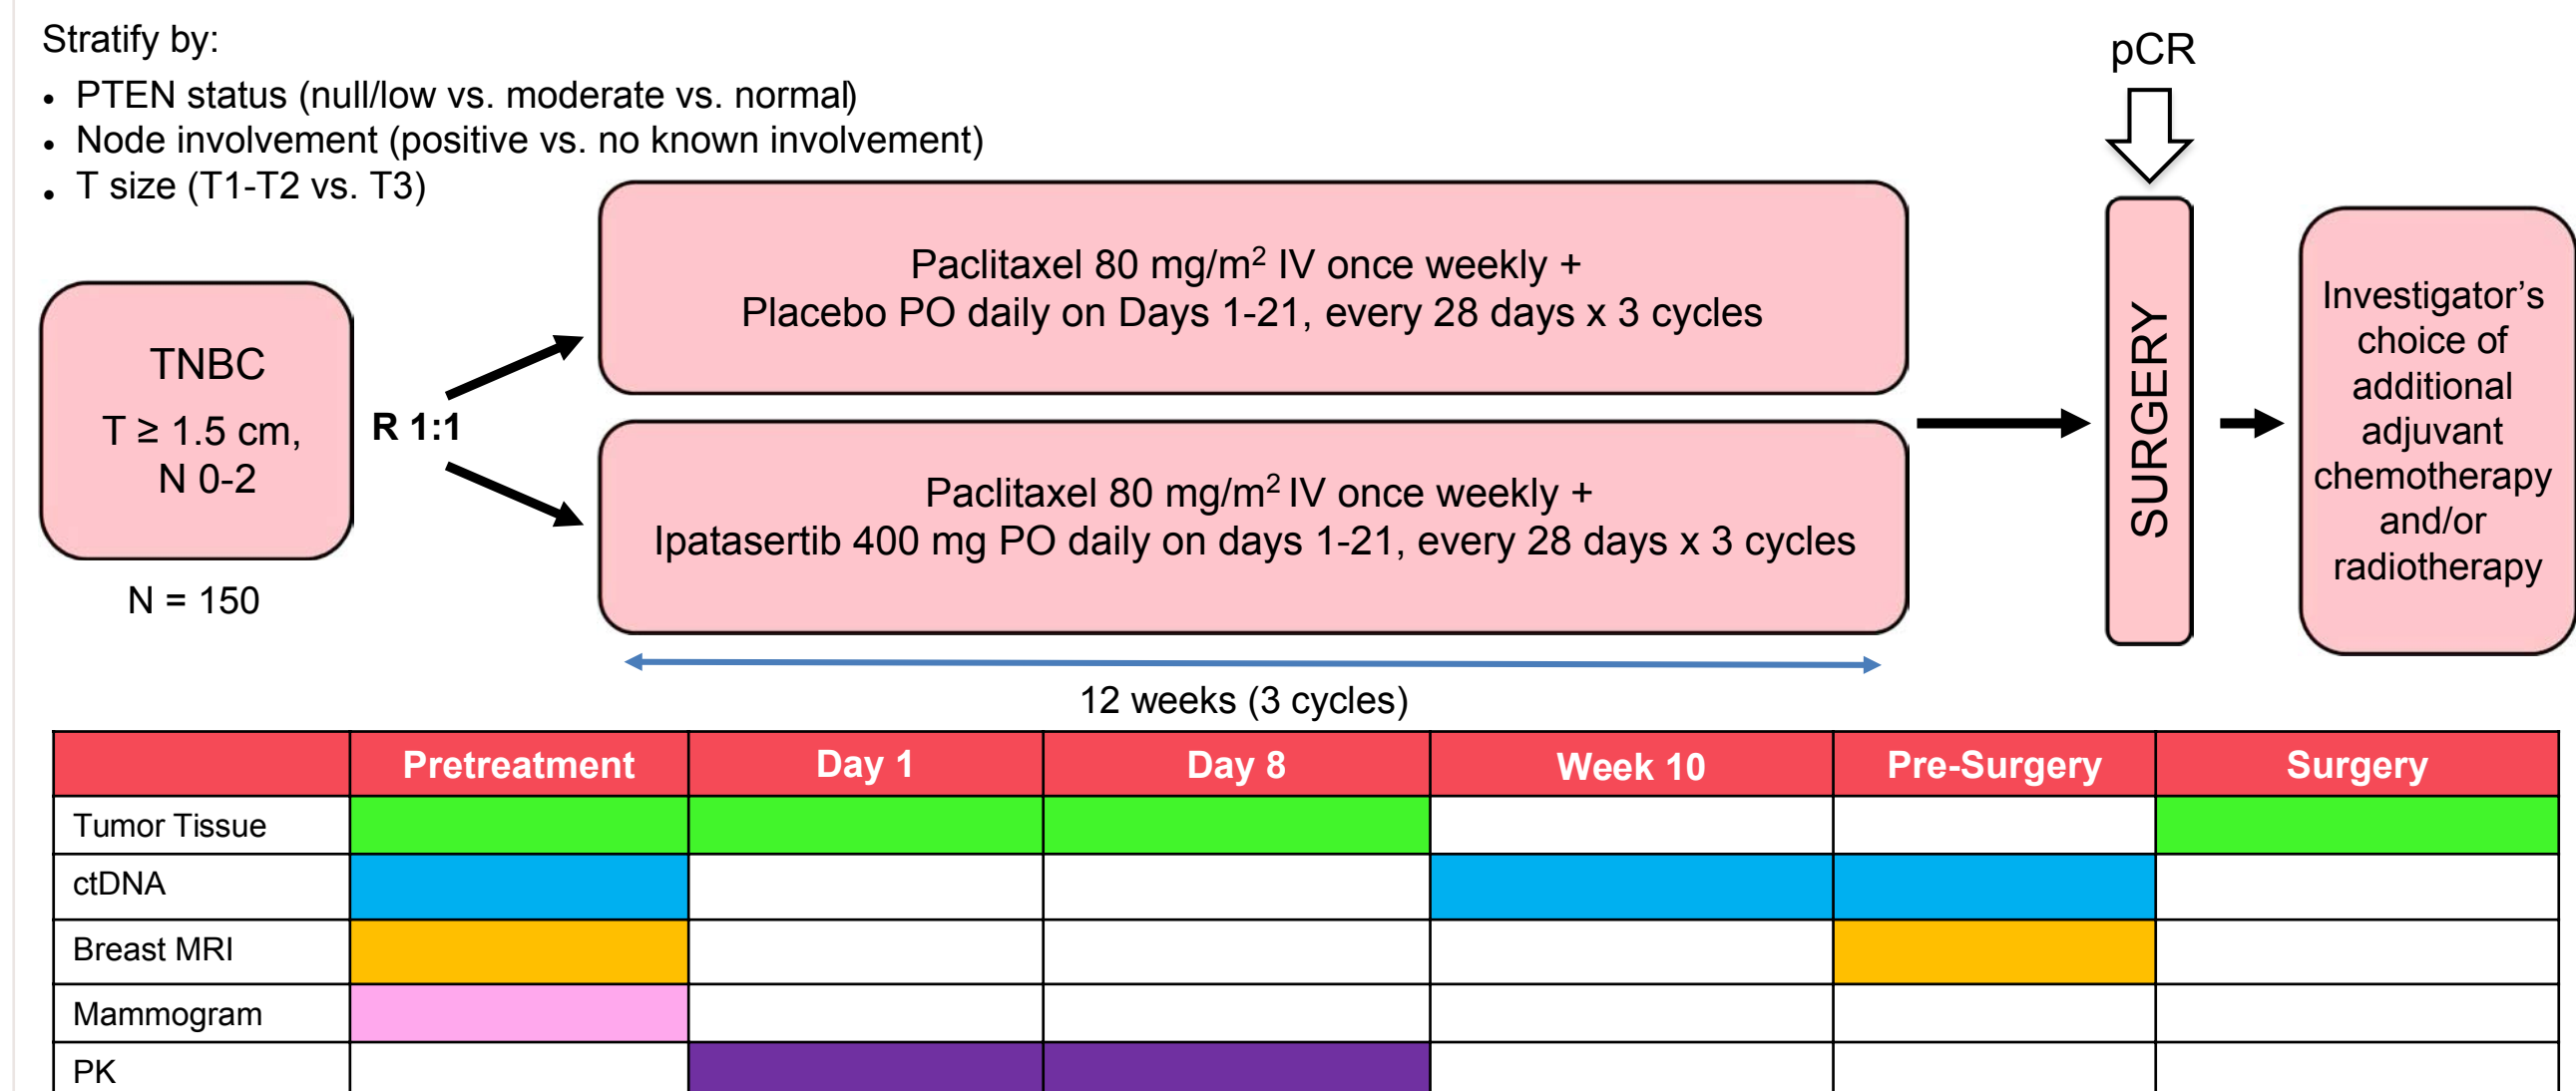 Stratify by:
• PTEN status (null/low vs. moderate vs. normal)
• Node involvement (positive vs. no known involvement)
• T size (T1-T2 vs. T3)
pCR
TNBC
T ≥ 1.5 cm,
N 0-2
N = 150
R 1:1
Paclitaxel 80 mg/m² IV once weekly +
Placebo PO daily on Days 1-21, every 28 days x 3 cycles
Paclitaxel 80 mg/m² IV once weekly +
Ipatasertib 400 mg PO daily on days 1-21, every 28 days x 3 cycles
12 weeks (3 cycles)
SURGERY
Investigator’s
choice of
additional
adjuvant
chemotherapy
and/or
radiotherapy
Pretreatment Day 1 Day 8 Week 10 Pre-Surgery Surgery
Tumor Tissue
ctDNA
Breast MRI
Mammogram
PK